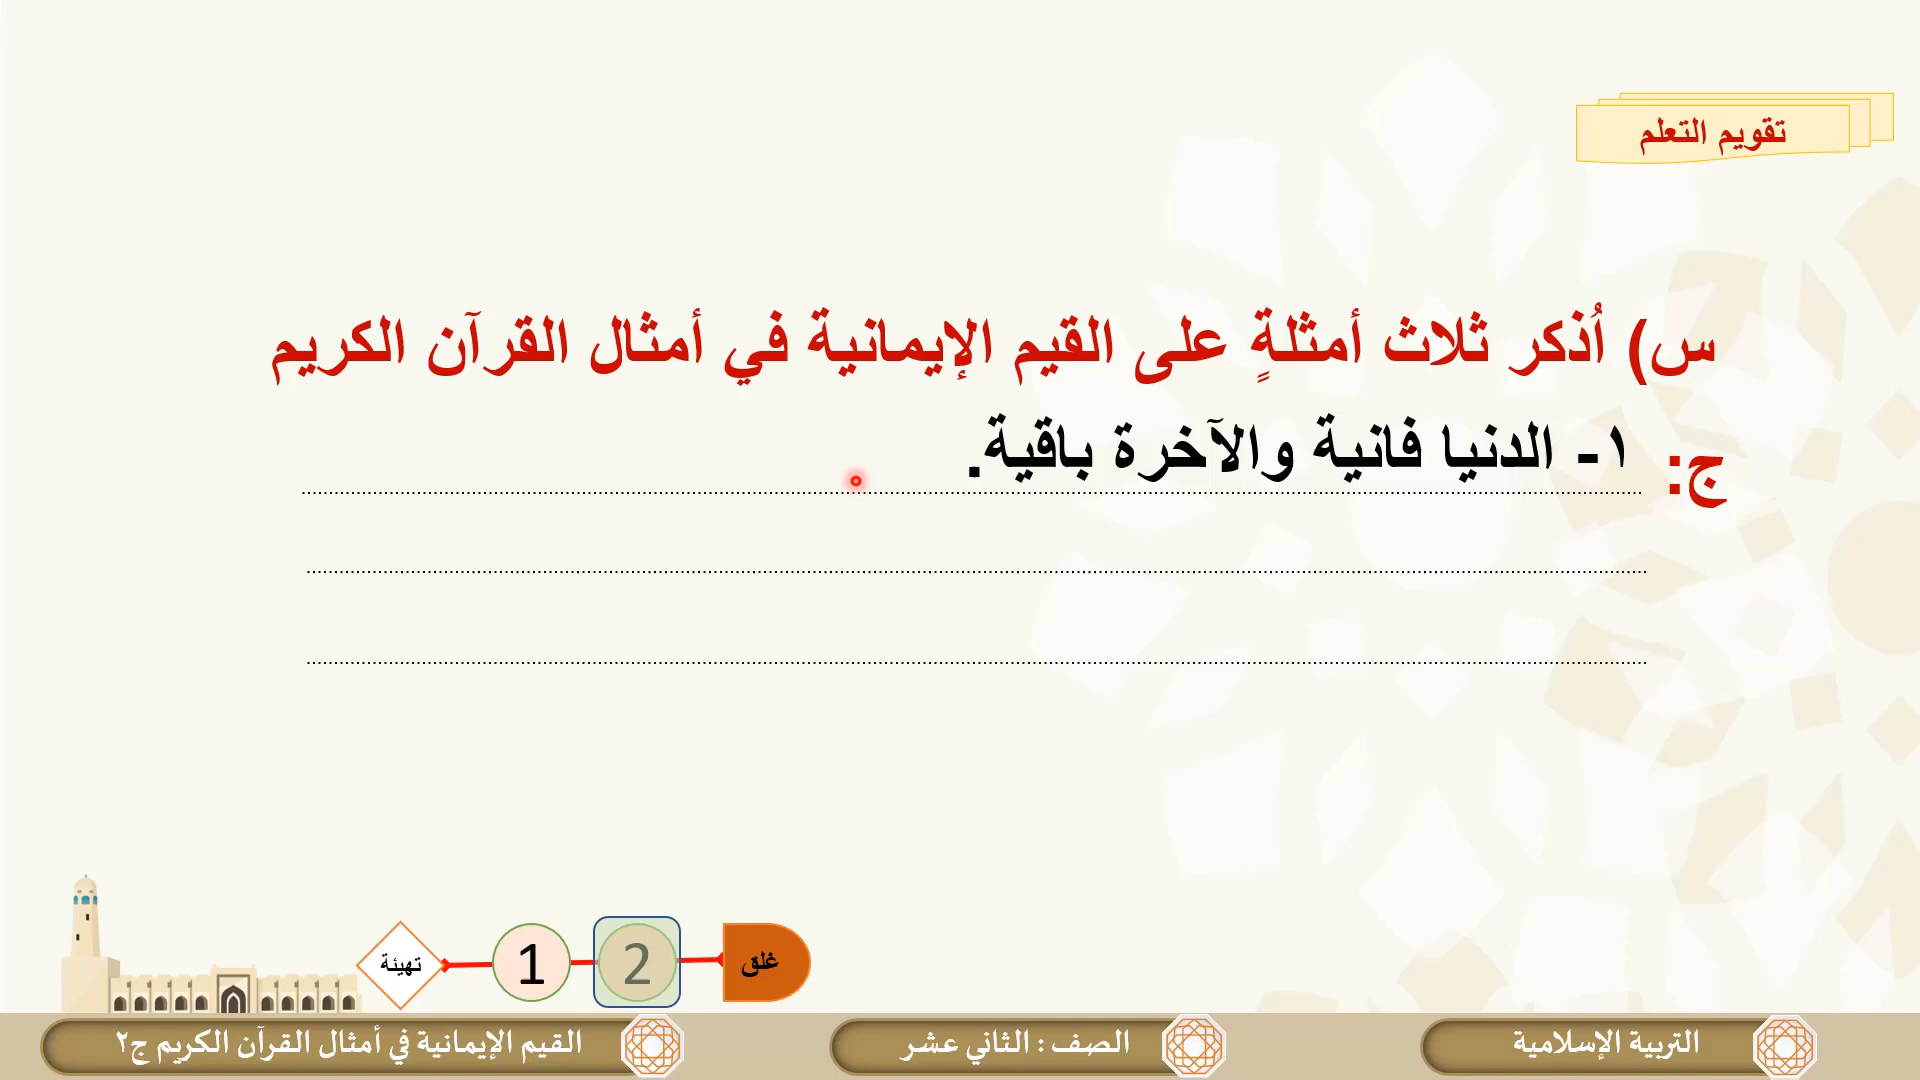 تقويم التعلم
س) اُذكر ثلاث أمثلةٍ على القيم الإيمانية في أمثال القرآن الكريم
ج: ١- الدنيا فانية والآخرة باقية.
تهيئة
1
2
غلق
التربية الإسلامية
الصف : الثاني عشر
القيم الإيمانية في أمثال القرآن الكريم ج٢